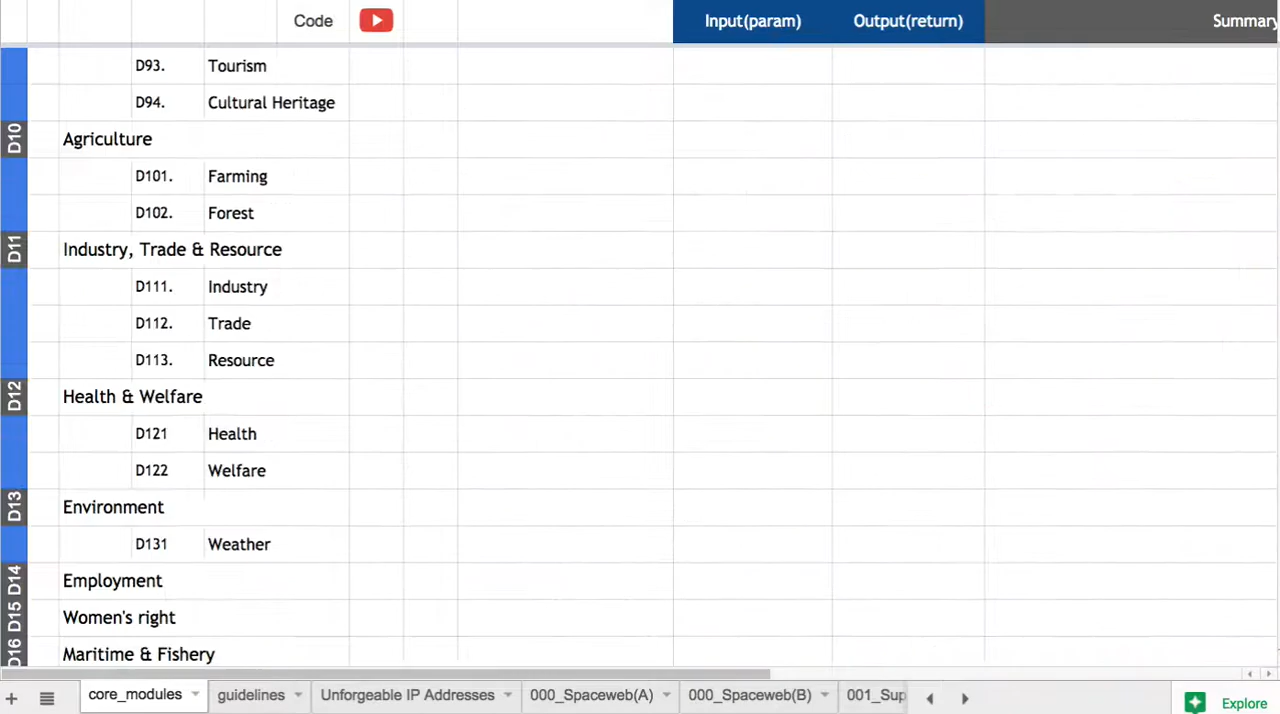 Code Input(param) Output(return) Summary
D93. Tourism
D94. Cultural Heritage
D10 Agriculture
D101. Farming
D102. Forest
D11 Industry, Trade & Resource
D111. Industry
D112. Trade
D113. Resource
D12 Health & Welfare
D121 Health
D122 Welfare
D13 Environment
D131 Weather
D14 Employment
D15 Women's right
D16 Maritime & Fishery
core_modules guidelines Unforgeable IP Addresses 000_Spaceweb(A) 000_Spaceweb(B) 001_Sup Explore